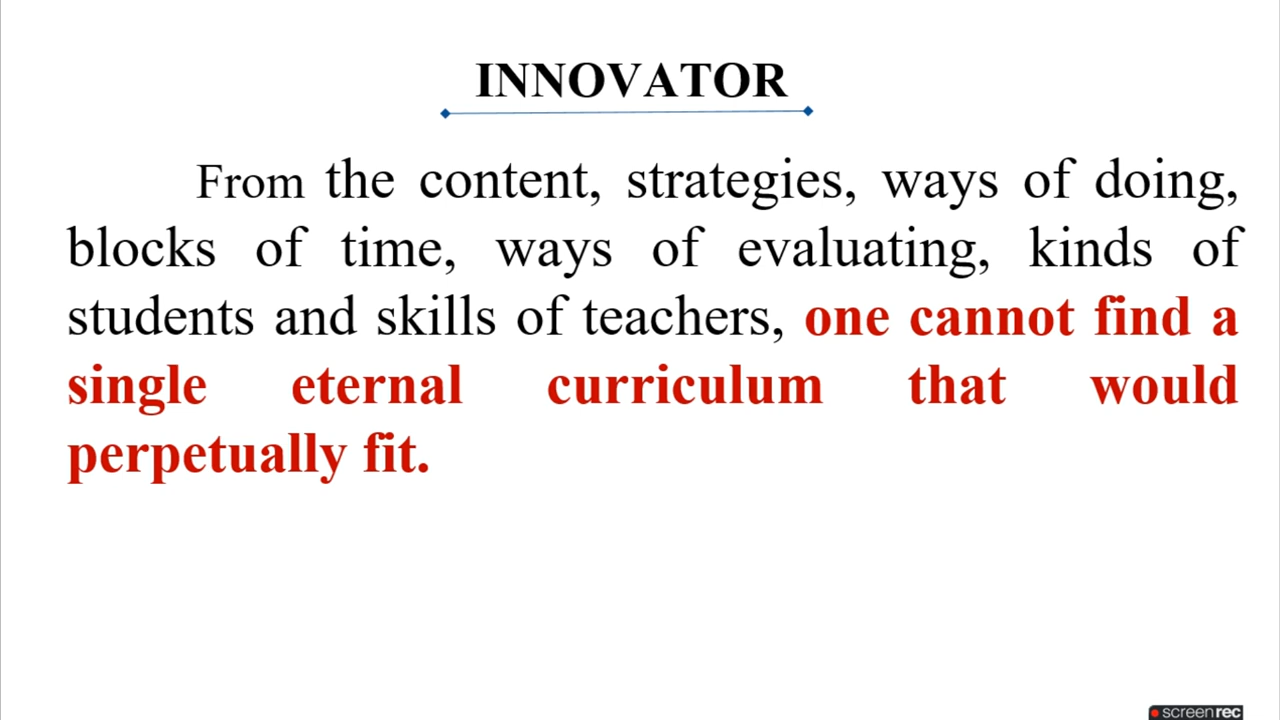 INNOVATOR
From the content, strategies, ways of doing,
blocks of time, ways of evaluating, kinds of
students and skills of teachers, one cannot find a
single eternal curriculum that would
perpetually fit.
screenrec